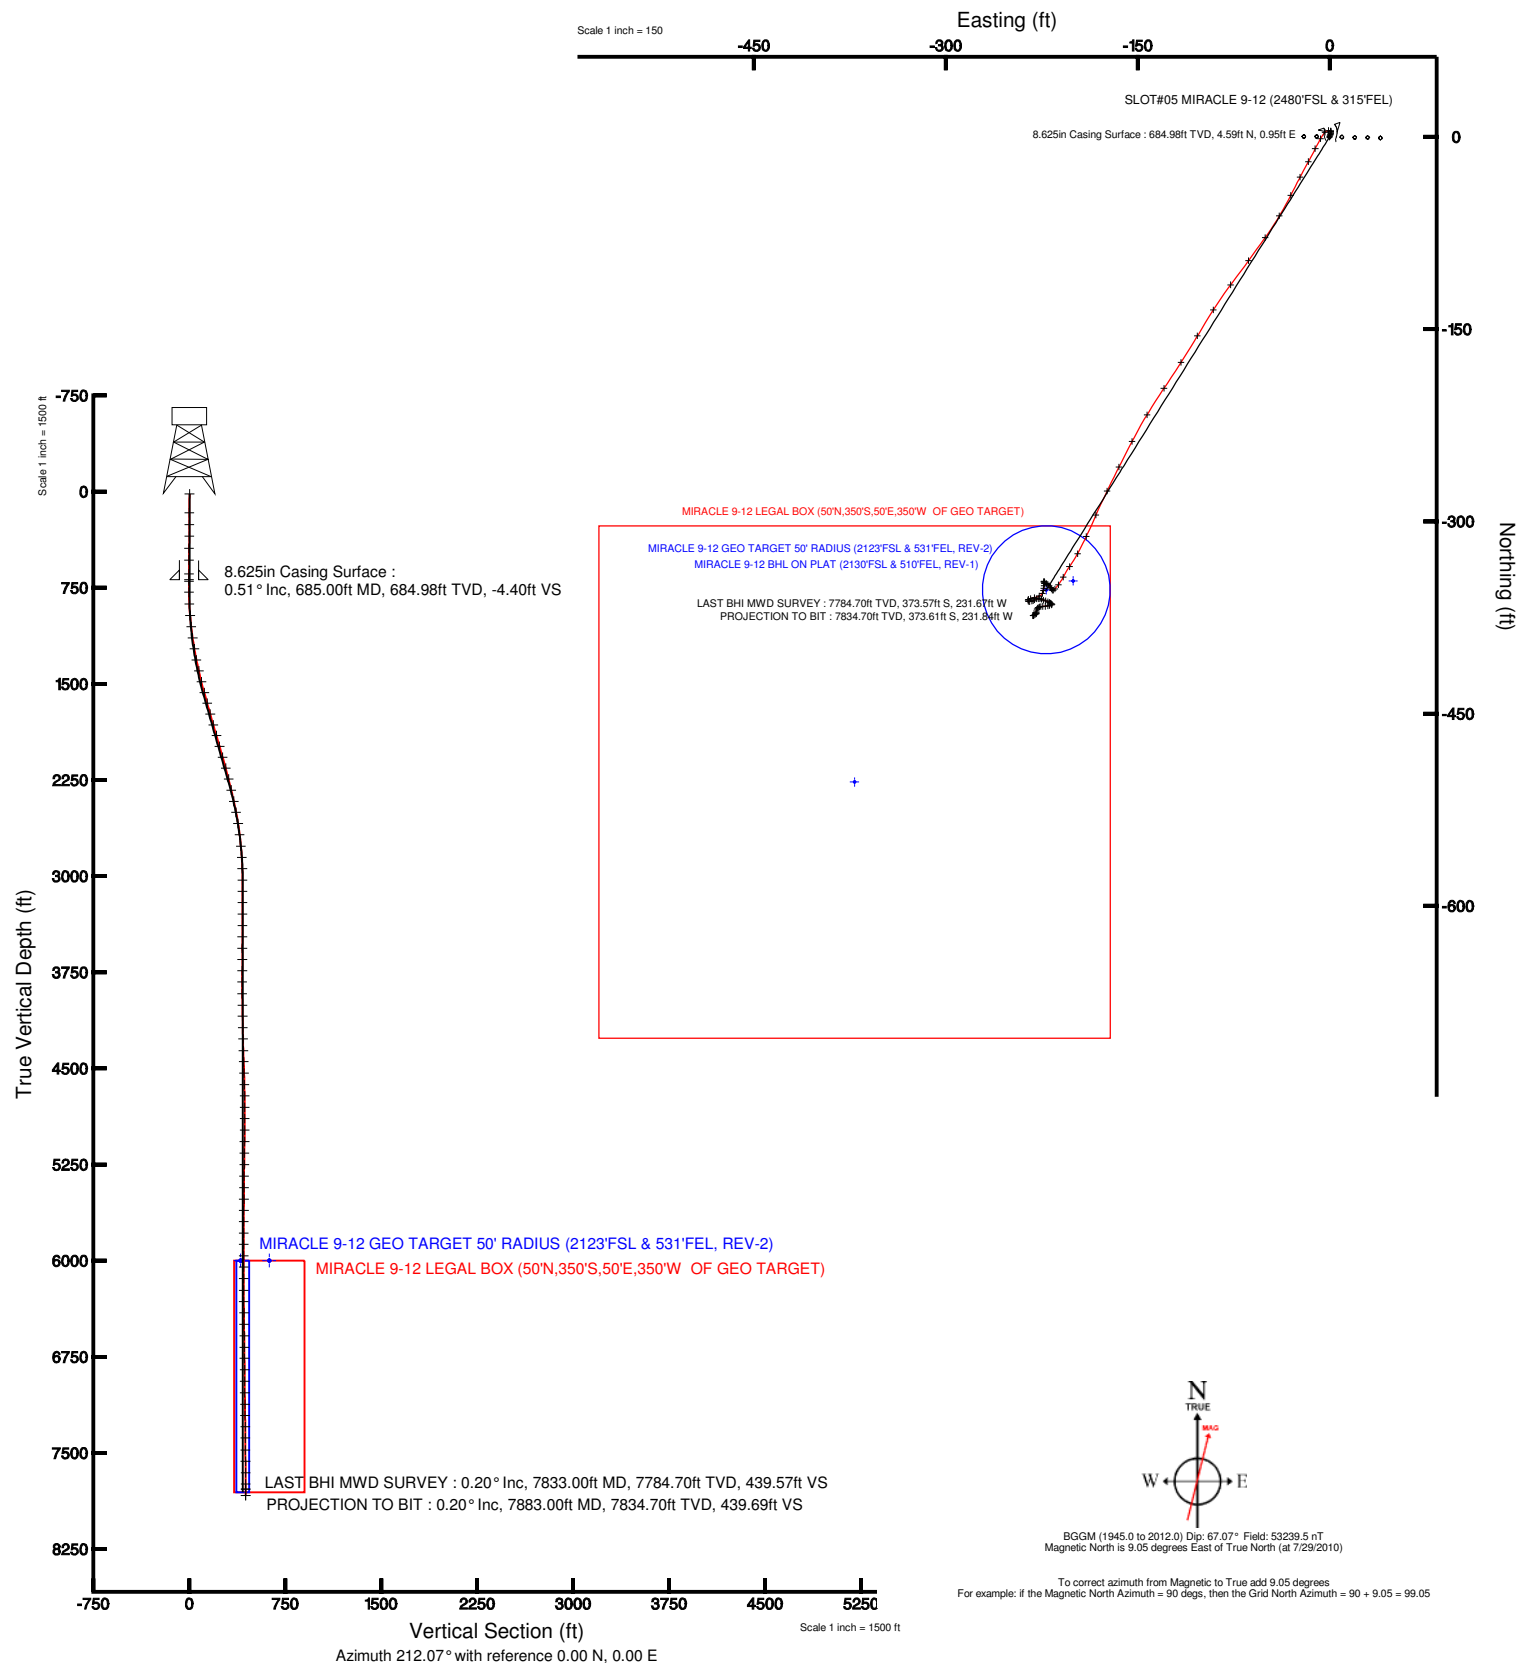 Easting (ft)
Scale 1 inch = 150
-450
-300
-150
0
SLOT#05 MIRACLE 9-12 (2480'FSL & 315'FEL)
8.625in Casing Surface : 684.98ft TVD, 4.59ft N, 0.95ft E
0
-150
-300
-450
-600
Northing (ft)
MIRACLE 9-12 LEGAL BOX (50'N,350'S,50'E,350'W OF GEO TARGET)
MIRACLE 9-12 GEO TARGET 50' RADIUS (2123'FSL & 531'FEL, REV-2)
MIRACLE 9-12 BHL ON PLAT (2130'FSL & 510'FEL, REV-1)
LAST BHI MWD SURVEY : 7784.70ft TVD, 373.57ft S, 231.67ft W
PROJECTION TO BIT : 7834.70ft TVD, 373.61ft S, 231.84ft W
Scale 1 inch = 1500 ft
-750
0
750
1500
2250
3000
3750
4500
5250
6000
6750
7500
8250
True Vertical Depth (ft)
8.625in Casing Surface :
0.51° Inc, 685.00ft MD, 684.98ft TVD, -4.40ft VS
MIRACLE 9-12 GEO TARGET 50' RADIUS (2123'FSL & 531'FEL, REV-2)
MIRACLE 9-12 LEGAL BOX (50'N,350'S,50'E,350'W OF GEO TARGET)
LAST BHI MWD SURVEY : 0.20° Inc, 7833.00ft MD, 7784.70ft TVD, 439.57ft VS
PROJECTION TO BIT : 0.20° Inc, 7883.00ft MD, 7834.70ft TVD, 439.69ft VS
-750
0
750
1500
2250
3000
3750
4500
5250
Vertical Section (ft)
Scale 1 inch = 1500 ft
Azimuth 212.07° with reference 0.00 N, 0.00 E
N
TRUE
MAG
W
E
BGGM (1945.0 to 2012.0) Dip: 67.07° Field: 53239.5 nT
Magnetic North is 9.05 degrees East of True North (at 7/29/2010)
To correct azimuth from Magnetic to True add 9.05 degrees
For example: if the Magnetic North Azimuth = 90 degs, then the Grid North Azimuth = 90 + 9.05 = 99.05